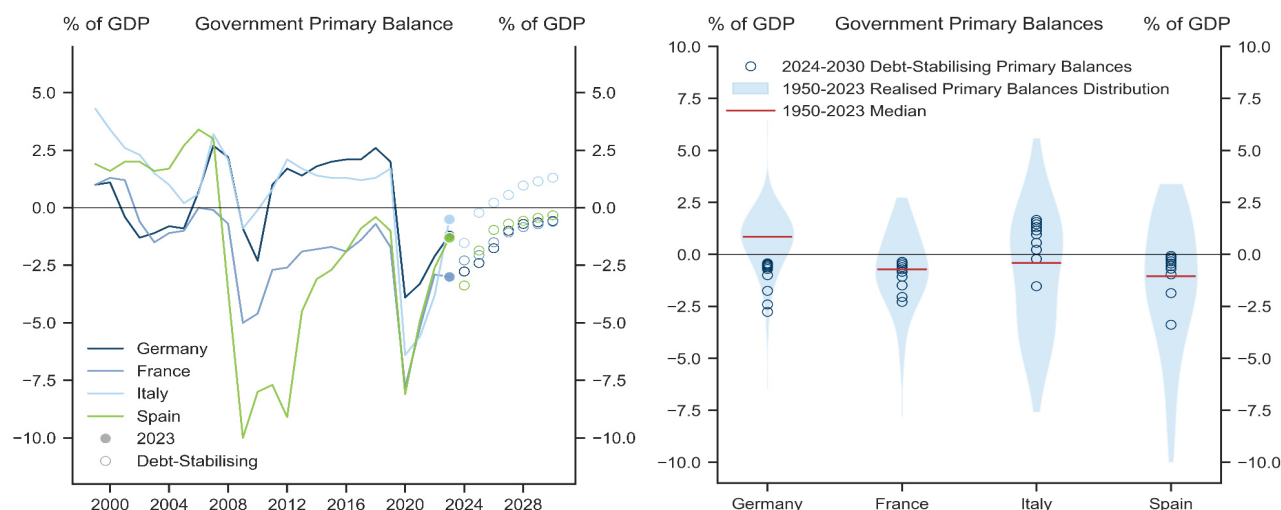 % of GDP Government Primary Balance % of GDP
5.0 5.0
2.5 2.5
0.0 0.0
−2.5 −2.5
−5.0 −5.0
−7.5 −7.5
−10.0 −10.0
Germany
France
Italy
Spain
2023
Debt-Stabilising
2000 2004 2008 2012 2016 2020 2024 2028
% of GDP Government Primary Balances % of GDP
10.0 10.0
7.5 7.5
5.0 5.0
2.5 2.5
0.0 0.0
−2.5 −2.5
−5.0 −5.0
−7.5 −7.5
−10.0 −10.0
2024-2030 Debt-Stabilising Primary Balances
1950-2023 Realised Primary Balances Distribution
1950-2023 Median
Germany France Italy Spain